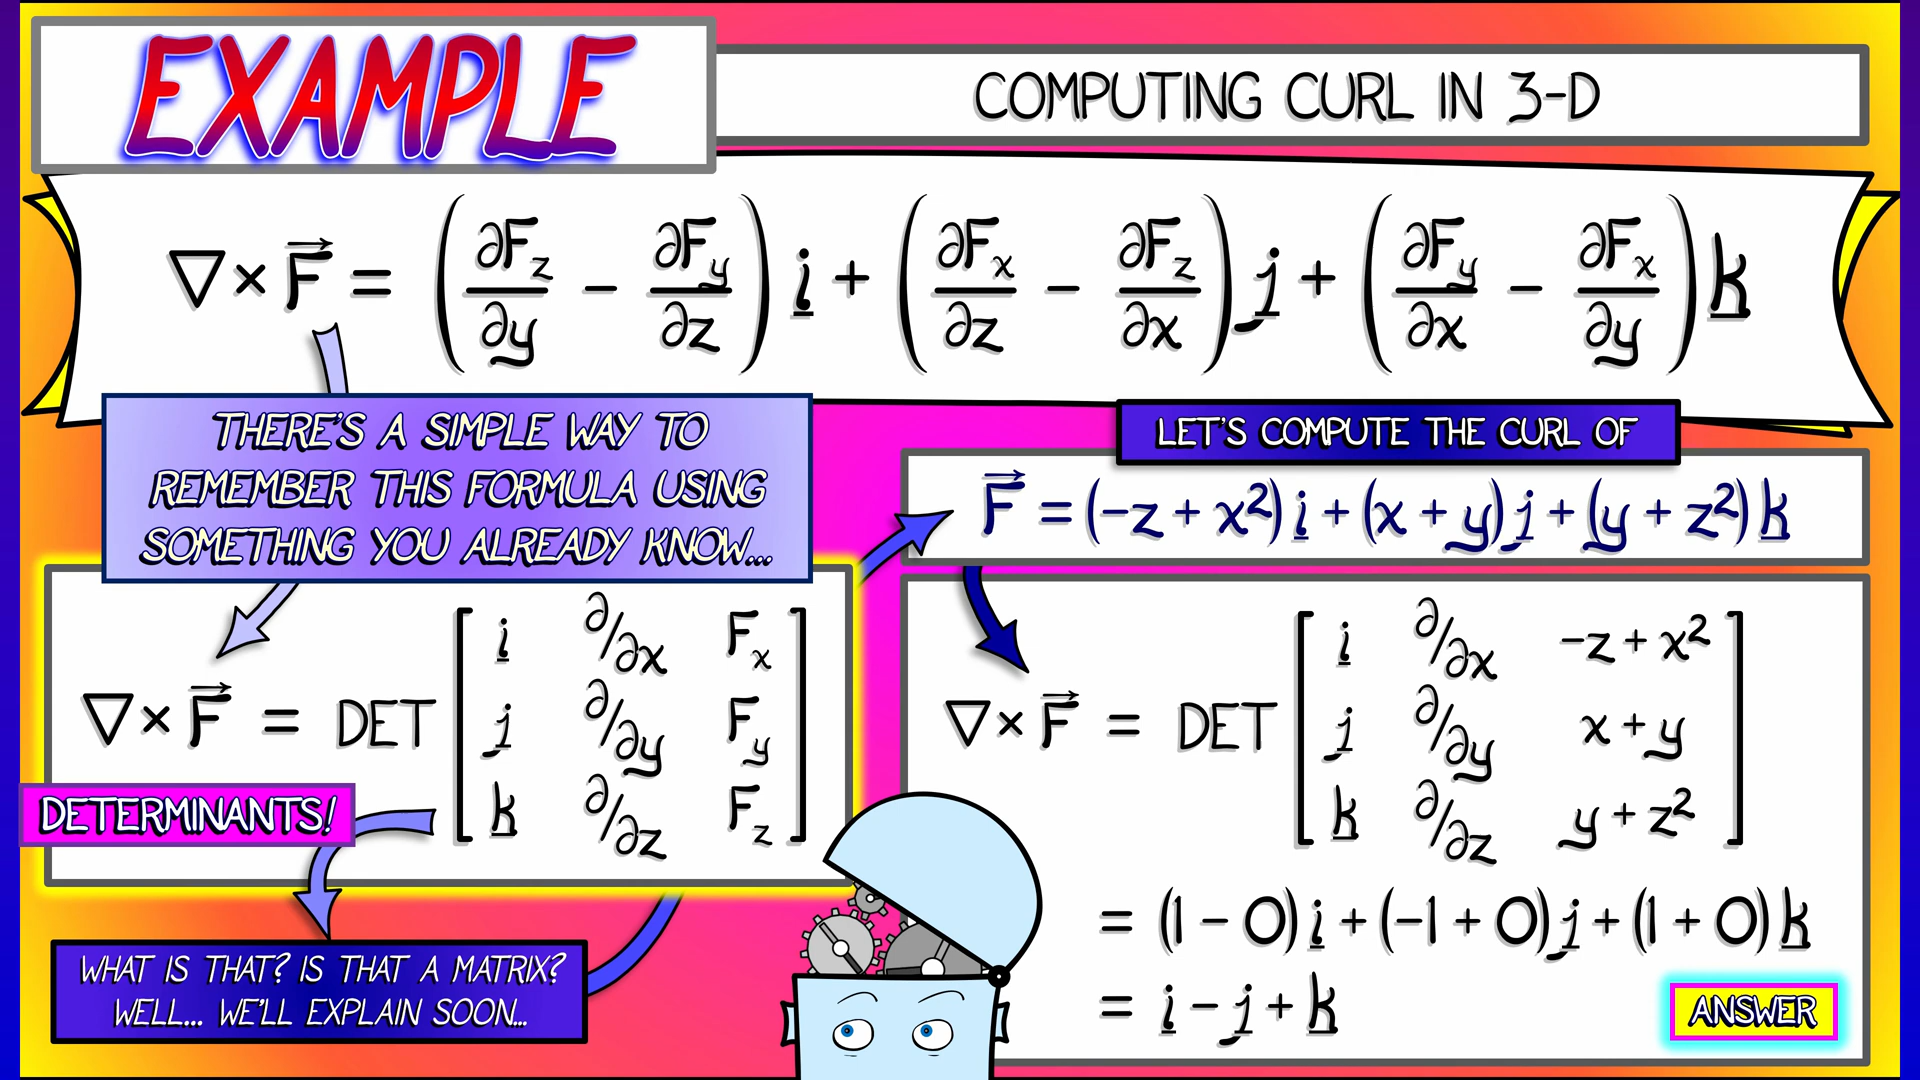 EXAMPLE
COMPUTING CURL IN 3-D
∇×F⃗ = (∂F_z/∂y − ∂F_y/∂z) i + (∂F_x/∂z − ∂F_z/∂x) j + (∂F_y/∂x − ∂F_x/∂y) k
THERE'S A SIMPLE WAY TO
REMEMBER THIS FORMULA USING
SOMETHING YOU ALREADY KNOW...
∇×F⃗ = DET [ i ∂/∂x F_x
j ∂/∂y F_y
k ∂/∂z F_z ]
DETERMINANTS!
WHAT IS THAT? IS THAT A MATRIX?
WELL... WE'LL EXPLAIN SOON...
LET'S COMPUTE THE CURL OF
F⃗ = (-z + x²) i + (x + y) j + (y + z²) k
∇×F⃗ = DET [ i ∂/∂x -z + x²
j ∂/∂y x + y
k ∂/∂z y + z² ]
= (1 − 0) i + (−1 + 0) j + (1 + 0) k
= i − j + k
ANSWER